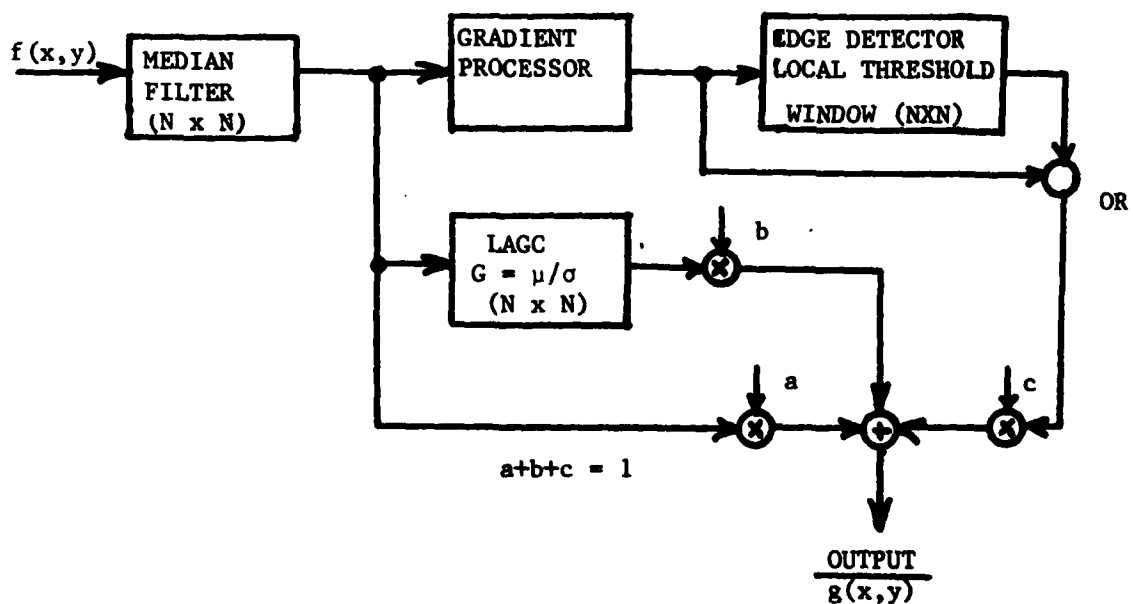 f(x,y)
MEDIAN
FILTER
(N x N)
GRADIENT
PROCESSOR
EDGE DETECTOR
LOCAL THRESHOLD
WINDOW (NXN)
OR
LAGC
G = μ/σ
(N x N)
b
a
c
a+b+c = 1
OUTPUT
g(x,y)